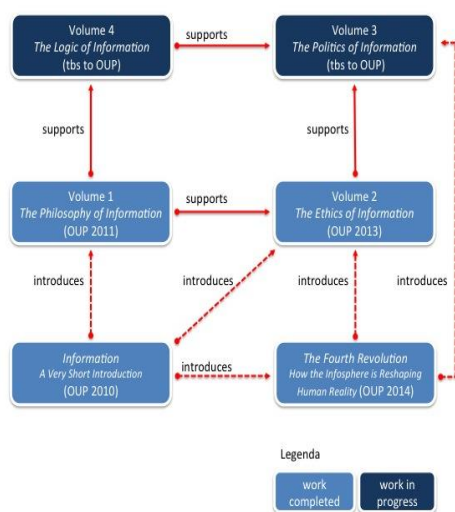 Volume 4
The Logic of Information
(tbs to OUP)
supports
Volume 3
The Politics of Information
(tbs to OUP)
supports
supports
Volume 1
The Philosophy of Information
(OUP 2011)
supports
Volume 2
The Ethics of Information
(OUP 2013)
introduces
introduces
introduces
introduces
Information
A Very Short Introduction
(OUP 2010)
introduces
The Fourth Revolution
How the Infosphere is Reshaping
Human Reality (OUP 2014)
Legenda
work
completed
work in
progress